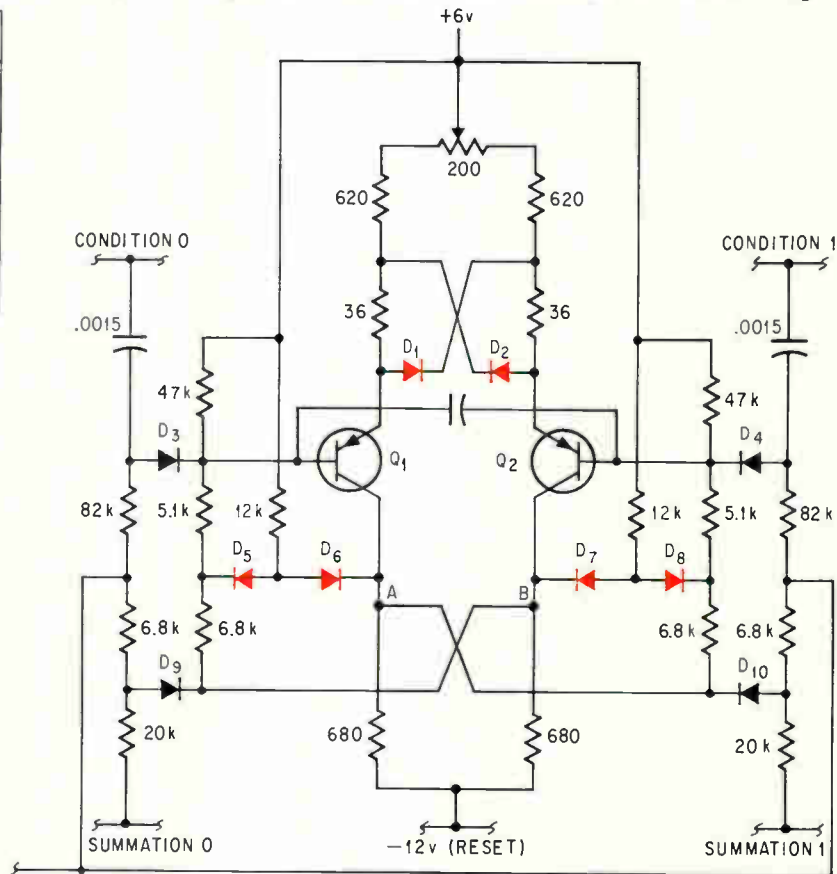 +6v
200
620
620
CONDITION 0
CONDITION 1
.0015
36
36
.0015
D1
D2
47k
47k
D3
D4
Q1
Q2
82k
5.1k
12k
12k
5.1k
82k
D5
D6
D7
D8
A
B
6.8k
6.8k
6.8k
6.8k
D9
D10
20k
680
680
20k
SUMMATION 0
−12v (RESET)
SUMMATION 1